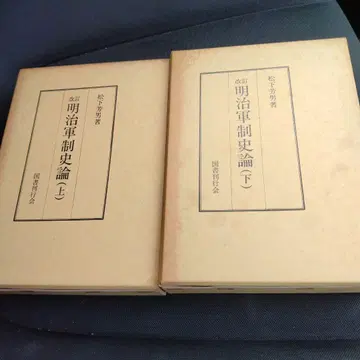 松下芳男著
改訂 明治軍制史論(上)
国書刊行会
松下芳男著
改訂 明治軍制史論(下)
国書刊行会